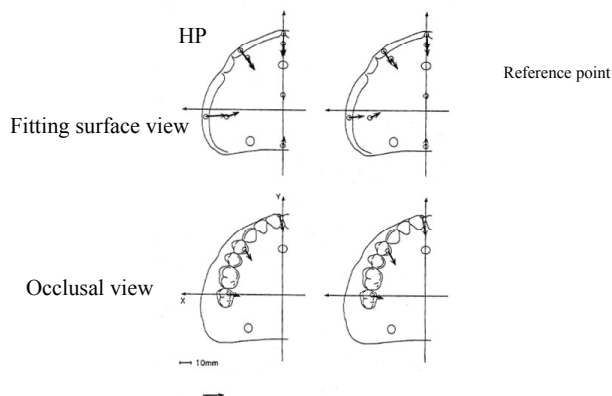 HP
Reference point
Fitting surface view
Y
Occlusal view
X
10mm